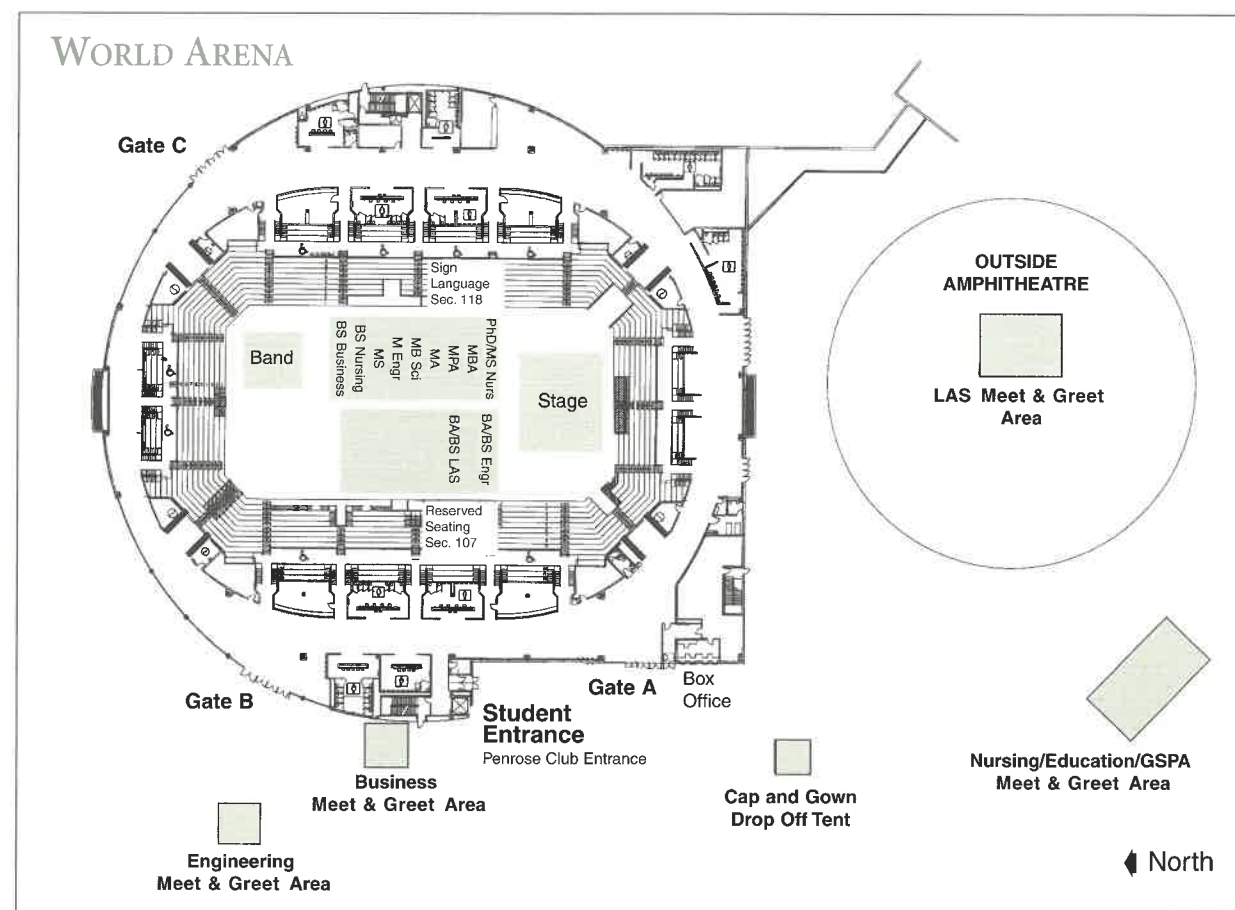 WORLD ARENA
Gate C
Sign
Language
Sec. 118
OUTSIDE
AMPHITHEATRE
LAS Meet & Greet
Area
Band
BS Business
BS Nursing
MS
M Engr
MB Sci
MA
MPA
MBA
PhD/MS Nurs
Stage
BA/BS LAS
BA/BS Engr
Reserved
Seating
Sec. 107
Gate B
Gate A
Box
Office
Student
Entrance
Penrose Club Entrance
Business
Meet & Greet Area
Engineering
Meet & Greet Area
Cap and Gown
Drop Off Tent
Nursing/Education/GSPA
Meet & Greet Area
North